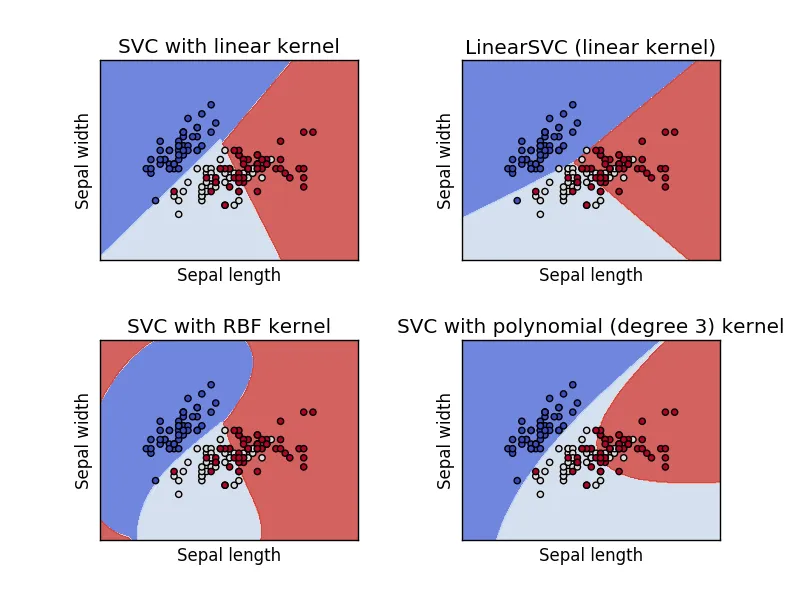 SVC with linear kernel
Sepal width
Sepal length
LinearSVC (linear kernel)
Sepal width
Sepal length
SVC with RBF kernel
Sepal width
Sepal length
SVC with polynomial (degree 3) kernel
Sepal width
Sepal length